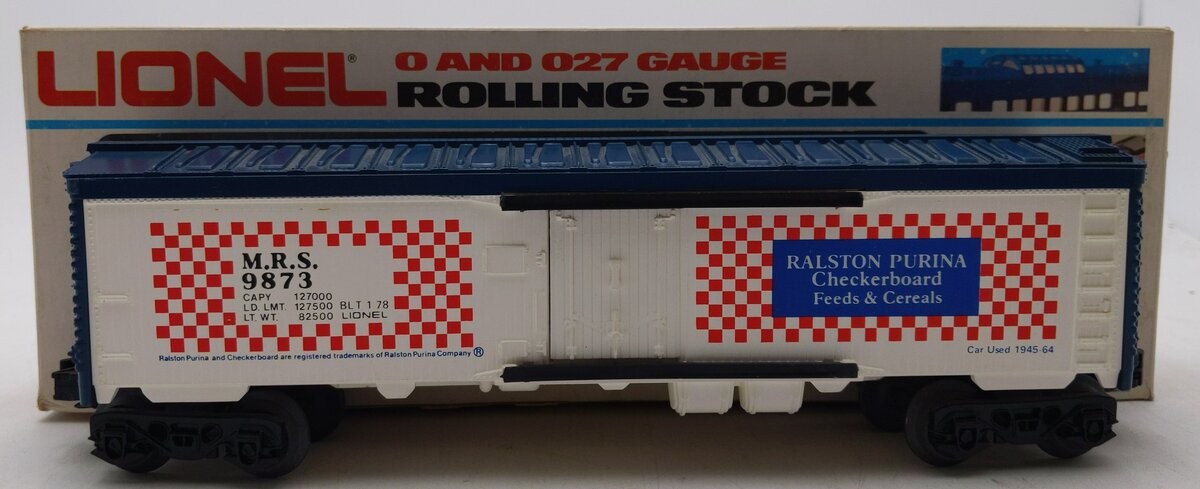 LIONEL®
O AND 027 GAUGE
ROLLING STOCK
M.R.S.
9873
CAPY 127000
LD. LMT. 127500 BLT 1 78
LT. WT. 82500 LIONEL
Ralston Purina and Checkerboard are registered trademarks of Ralston Purina Company ®
RALSTON PURINA
Checkerboard
Feeds & Cereals
Car Used 1945-64